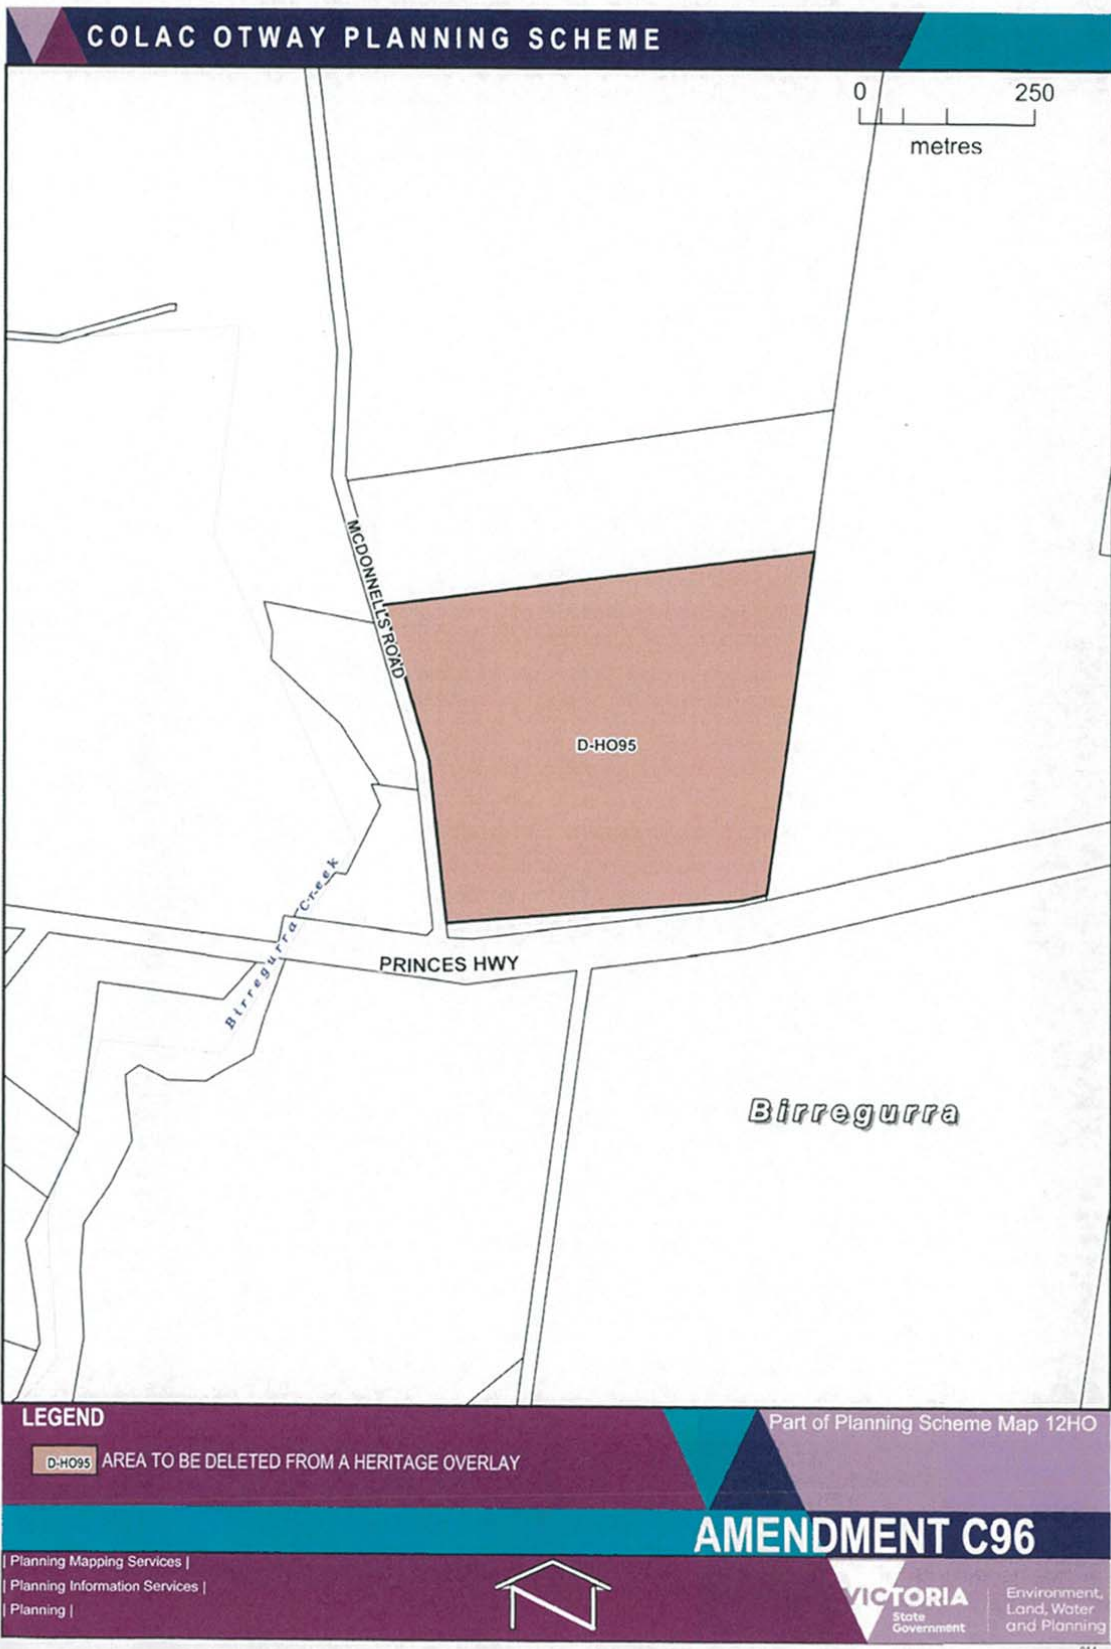 COLAC OTWAY PLANNING SCHEME
0 250
metres
MCDONNELLS ROAD
D-HO95
Birregurra Creek
PRINCES HWY
Birregurra
LEGEND
D-HO95 AREA TO BE DELETED FROM A HERITAGE OVERLAY
Part of Planning Scheme Map 12HO
AMENDMENT C96
| Planning Mapping Services |
| Planning Information Services |
| Planning |
VICTORIA
State
Government
Environment,
Land, Water
and Planning